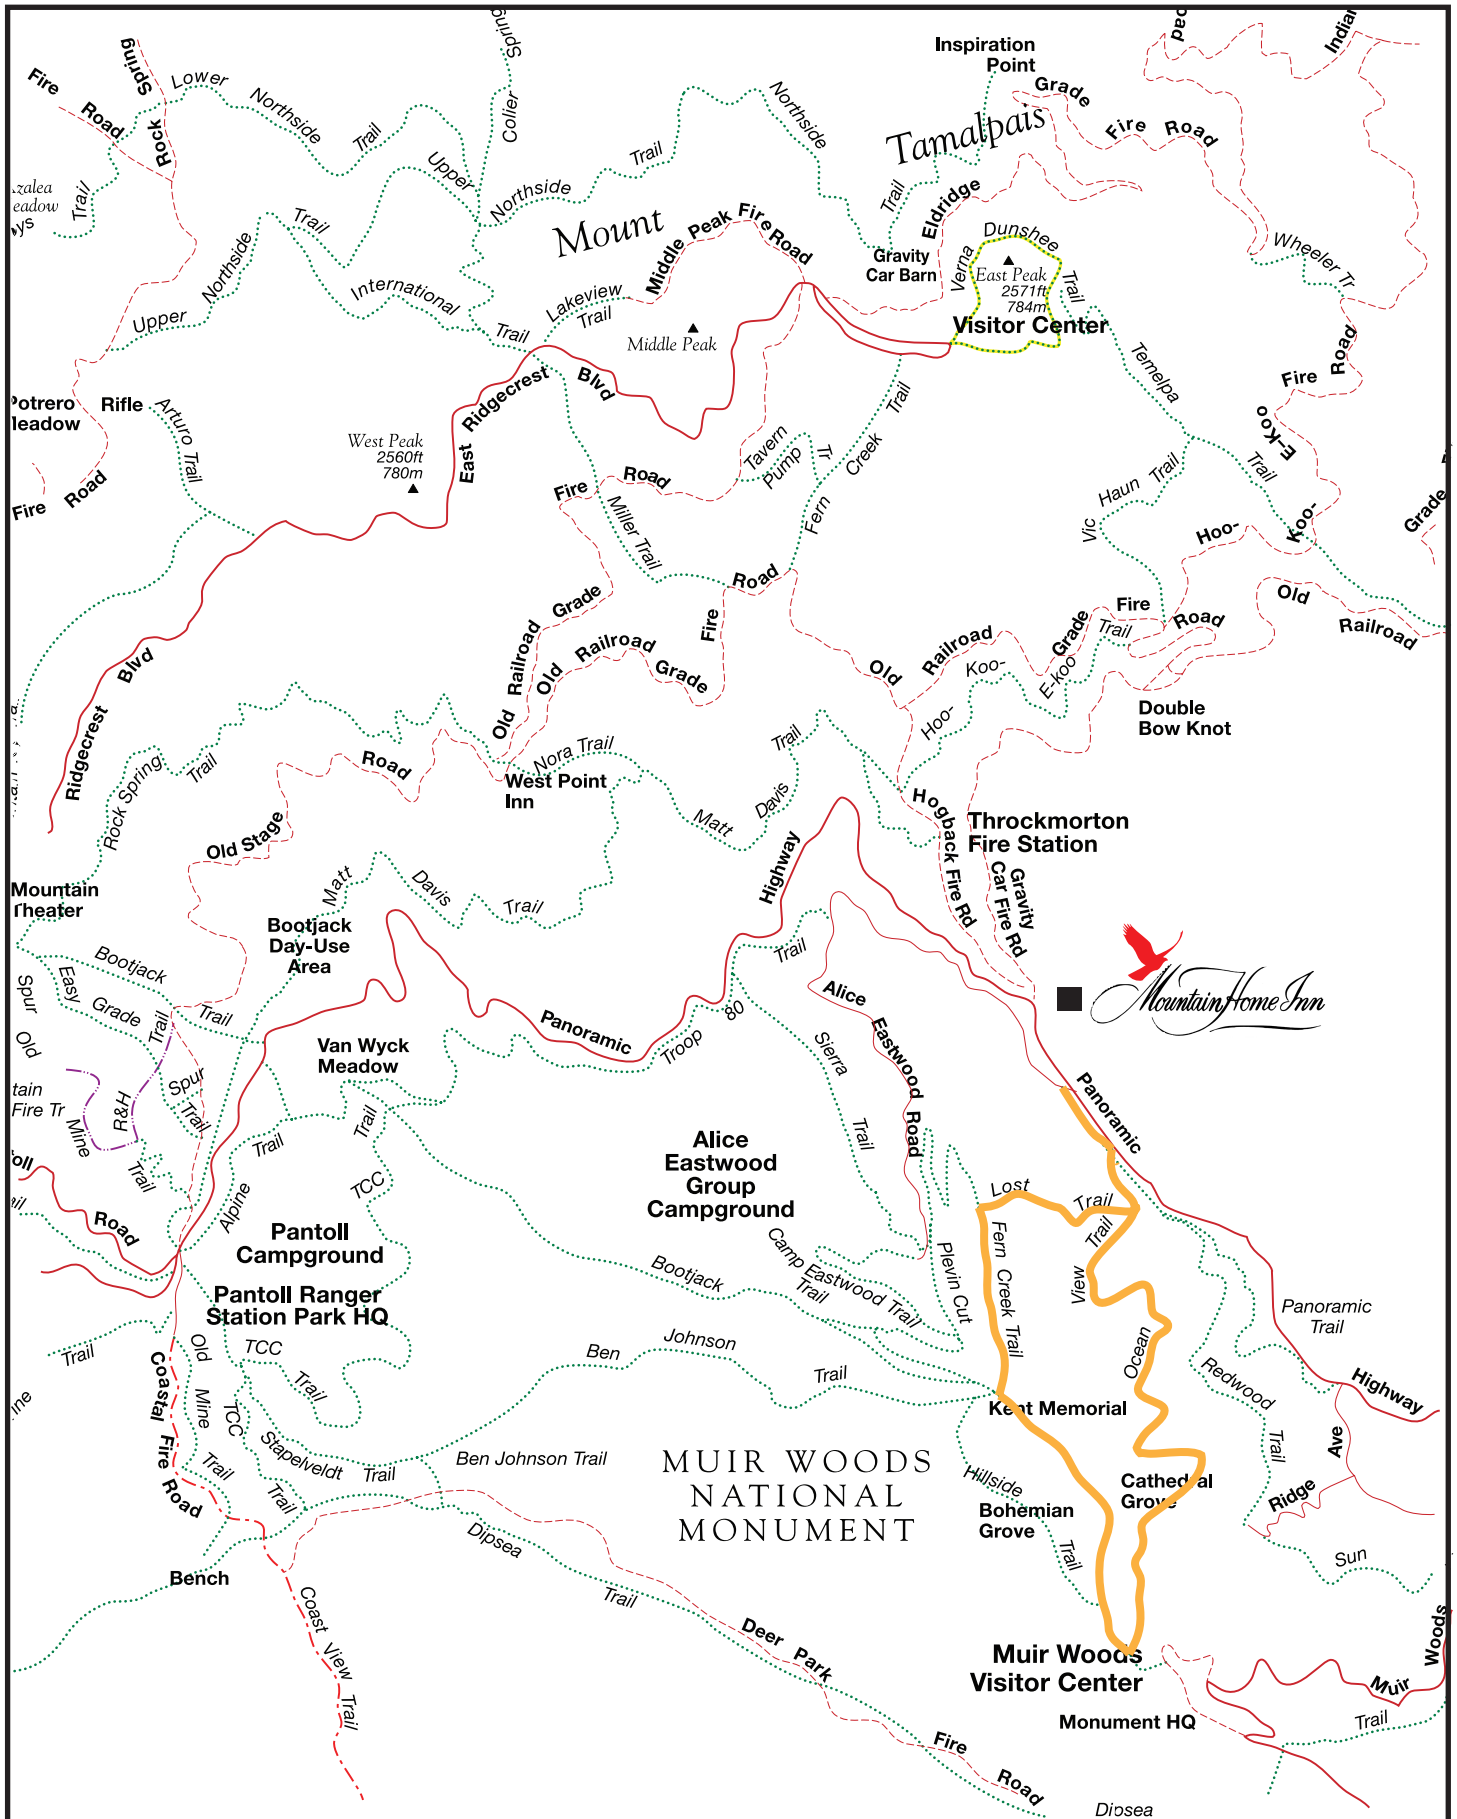 Spring
Fire
Road
Rock
Lower
Northside
Trail
Spring
Colier
Upper
Northside
Trail
Northside
Inspiration
Point
Grade
Fire
Road
Indian
Tamalpais
Trail
Eldridge
Trail
Trail
Upper
Northside
International
Trail
Mount
Middle
Peak
Fire
Road
Lakeview
Trail
Gravity
Car Barn
Verna
Dunshee
Trail
East Peak
2571ft
784m
Visitor Center
Wheeler Tr
Middle Peak
Ridgecrest
Blvd
East
Rifle
Arturo
Trail
West Peak
2560ft
780m
Fire
Road
Temelpa
Trail
Fire
Road
E-Koo
Koo-
Hoo-
Grade
Tavern
Pump
Tr
Fern
Creek
Trail
Fire
Road
Miller Trail
Vic
Haun
Trail
Road
Fire
Old
Railroad
Grade
Old
Railroad
Grade
Fire
Road
Old
Railroad
Old
Railroad
Grade
Koo-
E-koo
Trail
Hoo-
Double
Bow Knot
Ridgecrest
Blvd
Rock Spring
Trail
Road
Old Stage
Nora Trail
West Point
Inn
Trail
Davis
Matt
Hogback Fire Rd
Throckmorton
Fire Station
Gravity
Car Fire Rd
Mountain
Theater
Matt
Davis
Trail
Highway
Bootjack
Day-Use
Area
Bootjack
Trail
Easy
Grade
Trail
Spur
Old
Mine
Trail
R&H
Spur
Trail
Fire Tr
Van Wyck
Meadow
Panoramic
Troop
80
Trail
Alice
Eastwood
Road
Sierra
Trail
Mountain Home Inn
Panoramic
Trail
Alpine
Trail
TCC
Alice
Eastwood
Group
Campground
Lost
Trail
Trail
View
Ocean
Fern Creek Trail
Plevin Cut
Camp Eastwood Trail
Trail
Bootjack
Road
Pantoll
Campground
Pantoll Ranger
Station Park HQ
Panoramic
Trail
Highway
Trail
Coastal
Fire
Road
Old
Mine
Trail
TCC
TCC
Trail
Stapelveldt
Trail
Trail
Ben
Johnson
Trail
Kent Memorial
Redwood
Trail
Ridge
Ave
Ben Johnson Trail
MUIR WOODS
NATIONAL
MONUMENT
Hillside
Trail
Cathedral
Grove
Bohemian
Grove
Sun
Bench
Coast View Trail
Dipsea
Trail
Deer
Park
Fire
Road
Muir Woods
Visitor Center
Monument HQ
Muir
Woods
Trail
Dipsea